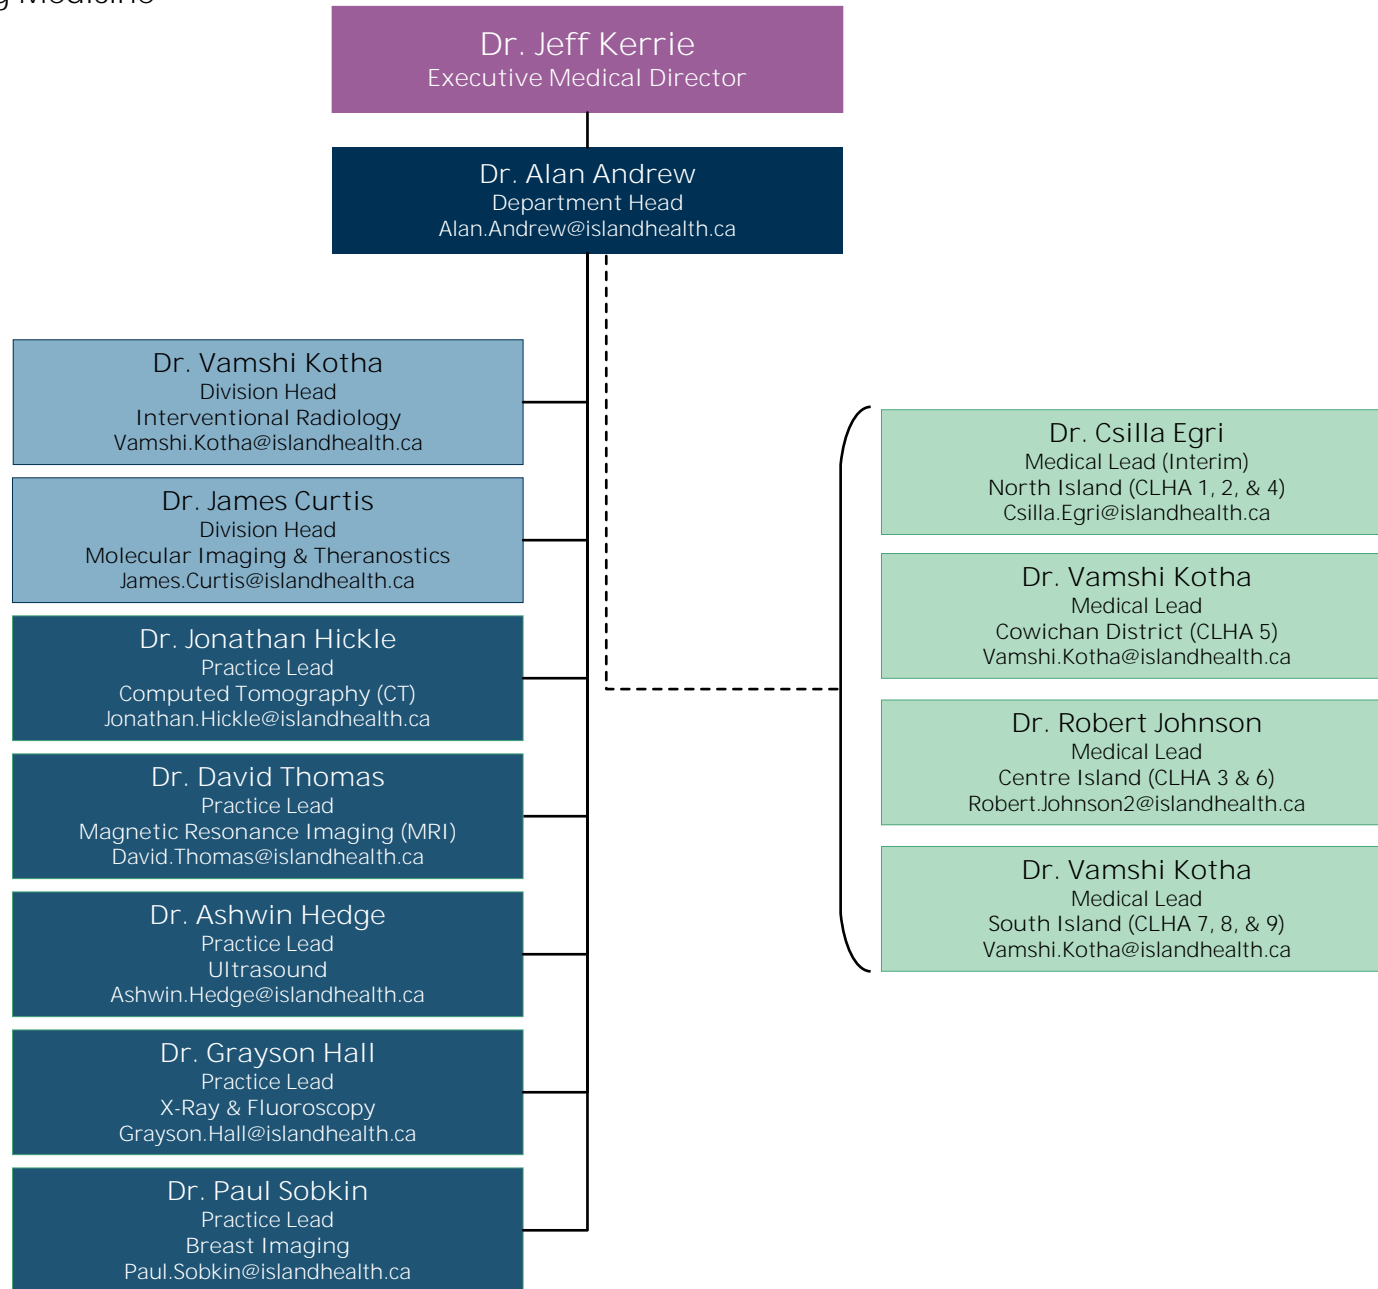 Medicine
Dr. Jeff Kerrie
Executive Medical Director
Dr. Alan Andrew
Department Head
Alan.Andrew@islandhealth.ca
Dr. Vamshi Kotha
Division Head
Interventional Radiology
Vamshi.Kotha@islandhealth.ca
Dr. James Curtis
Division Head
Molecular Imaging & Theranostics
James.Curtis@islandhealth.ca
Dr. Jonathan Hickle
Practice Lead
Computed Tomography (CT)
Jonathan.Hickle@islandhealth.ca
Dr. David Thomas
Practice Lead
Magnetic Resonance Imaging (MRI)
David.Thomas@islandhealth.ca
Dr. Ashwin Hedge
Practice Lead
Ultrasound
Ashwin.Hedge@islandhealth.ca
Dr. Grayson Hall
Practice Lead
X-Ray & Fluoroscopy
Grayson.Hall@islandhealth.ca
Dr. Paul Sobkin
Practice Lead
Breast Imaging
Paul.Sobkin@islandhealth.ca
Dr. Csilla Egri
Medical Lead (Interim)
North Island (CLHA 1, 2, & 4)
Csilla.Egri@islandhealth.ca
Dr. Vamshi Kotha
Medical Lead
Cowichan District (CLHA 5)
Vamshi.Kotha@islandhealth.ca
Dr. Robert Johnson
Medical Lead
Centre Island (CLHA 3 & 6)
Robert.Johnson2@islandhealth.ca
Dr. Vamshi Kotha
Medical Lead
South Island (CLHA 7, 8, & 9)
Vamshi.Kotha@islandhealth.ca